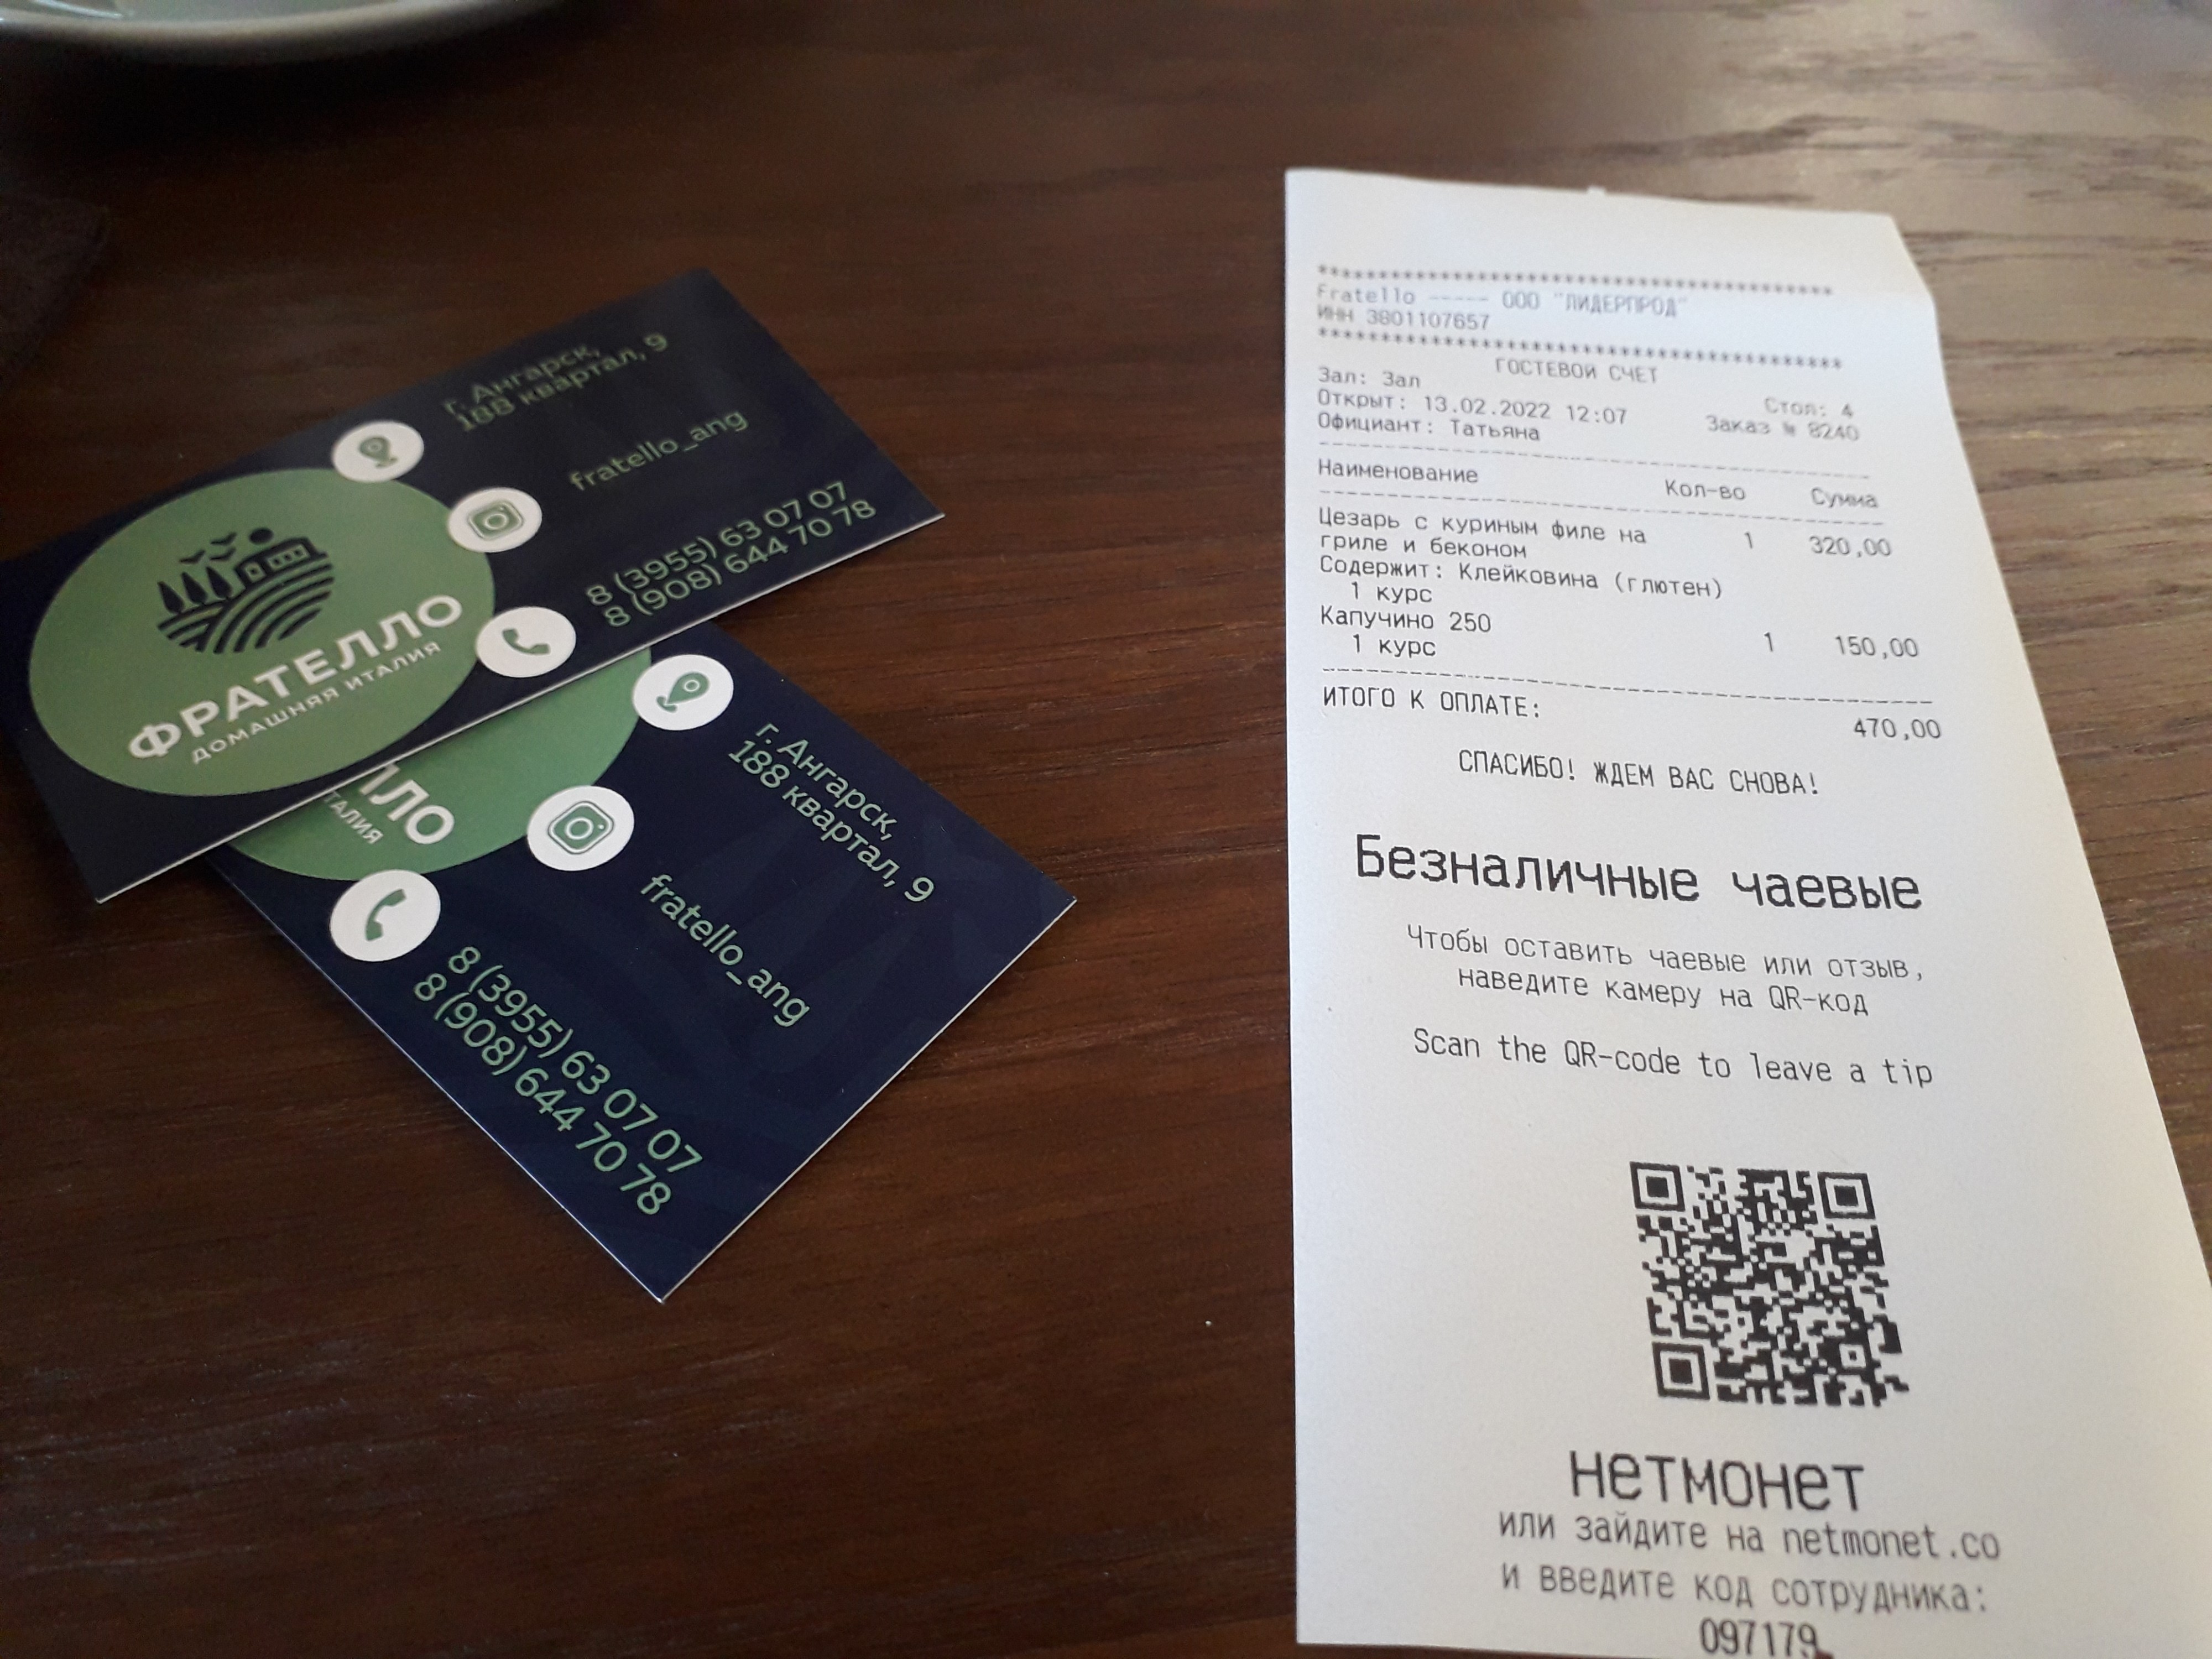 г. Ангарск,
188 квартал, 9
fratello_ang
8 (3955) 63 07 07
8 (908) 644 70 78
ФРАТЕЛЛО
ДОМАШНЯЯ ИТАЛИЯ
ЛЛО
ТАЛИЯ
г. Ангарск,
188 квартал, 9
fratello_ang
8 (3955) 63 07 07
8 (908) 644 70 78
*******************************************
Fratello ----- ООО "ЛИДЕРПРОД"
ИНН 3801107657
*******************************************
ГОСТЕВОЙ СЧЕТ
Зал: Зал Стол: 4
Открыт: 13.02.2022 12:07 Заказ № 8240
Официант: Татьяна
Наименование Кол-во Сумма
Цезарь с куриным филе на 1 320,00
гриле и беконом
Содержит: Клейковина (глютен)
1 курс
Капучино 250 1 150,00
1 курс
ИТОГО К ОПЛАТЕ: 470,00
СПАСИБО! ЖДЕМ ВАС СНОВА!
Безналичные чаевые
Чтобы оставить чаевые или отзыв,
наведите камеру на QR-код
Scan the QR-code to leave a tip
нетмонет
или зайдите на netmonet.co
и введите код сотрудника:
097179